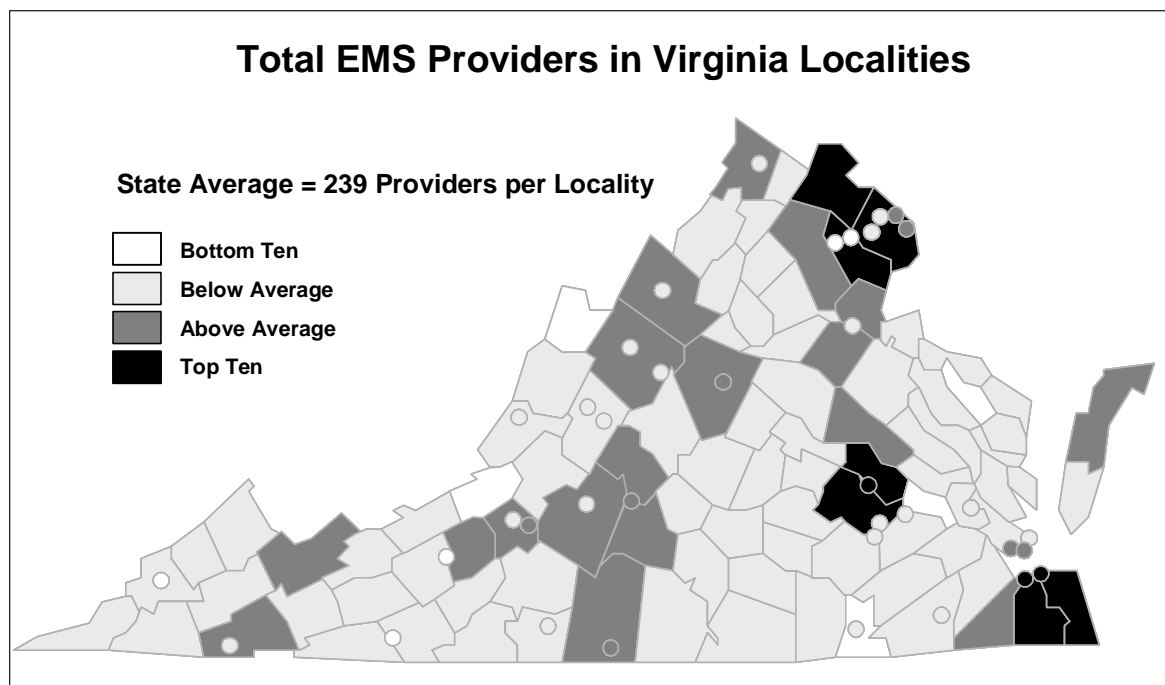 Total EMS Providers in Virginia Localities
State Average = 239 Providers per Locality
Bottom Ten
Below Average
Above Average
Top Ten